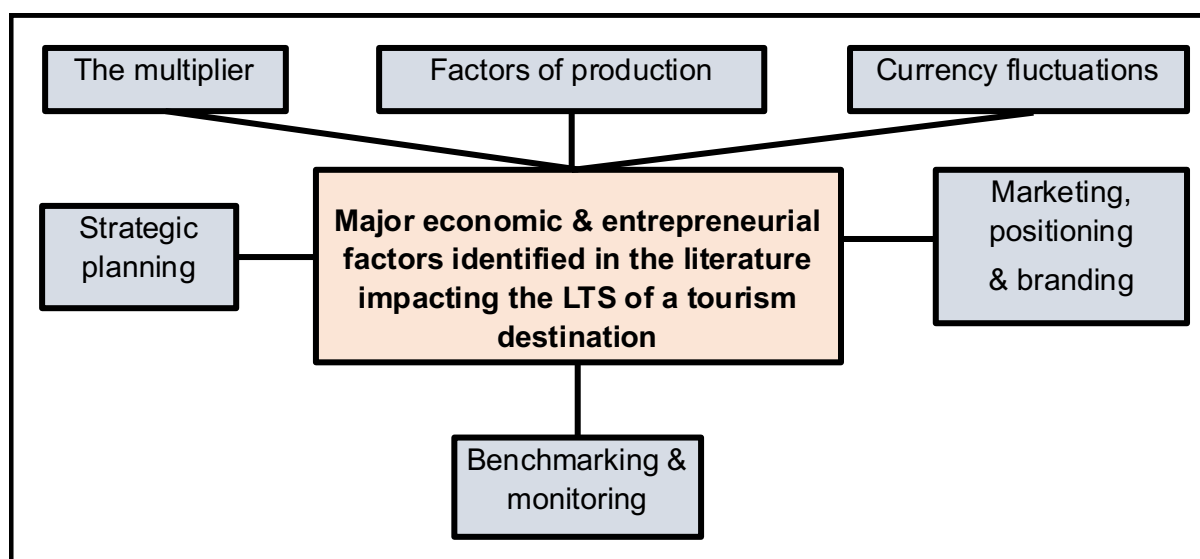 The multiplier
Factors of production
Currency fluctuations
Strategic
planning
Major economic & entrepreneurial
factors identified in the literature
impacting the LTS of a tourism
destination
Marketing,
positioning
& branding
Benchmarking &
monitoring